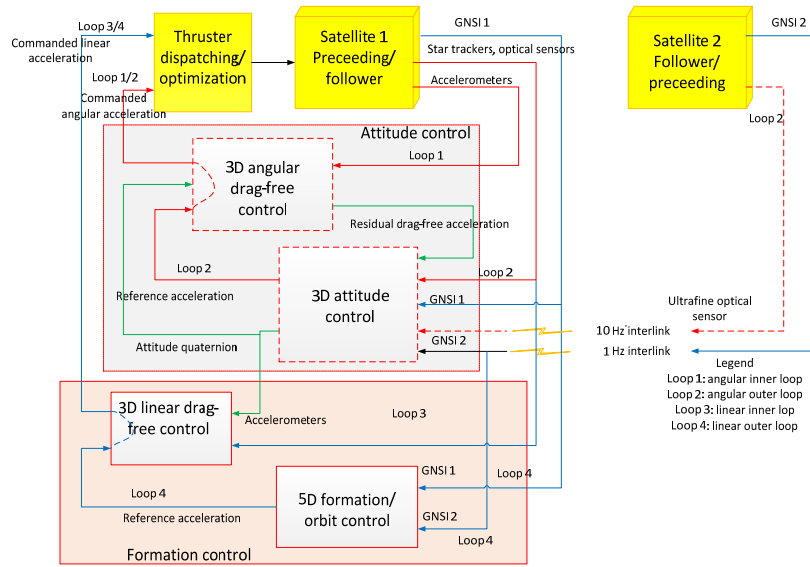 Loop 3/4
Commanded linear
acceleration
Loop 1/2
Commanded
angular acceleration
Thruster
dispatching/
optimization
Satellite 1
Preceeding/
follower
GNSI 1
Star trackers, optical sensors
Accelerometers
Satellite 2
Follower/
preceeding
GNSI 2
Loop 2
Attitude control
3D angular
drag-free
control
Loop 1
Residual drag-free acceleration
Loop 2
Reference acceleration
3D attitude
control
Loop 2
GNSI 1
GNSI 2
Attitude quaternion
Ultrafine optical
sensor
10 Hz interlink
1 Hz interlink
Legend
Loop 1: angular inner loop
Loop 2: angular outer loop
Loop 3: linear inner lop
Loop 4: linear outer loop
3D linear drag-
free control
Accelerometers
Loop 3
Loop 4
Reference acceleration
5D formation/
orbit control
GNSI 1
Loop 4
GNSI 2
Loop 4
Formation control